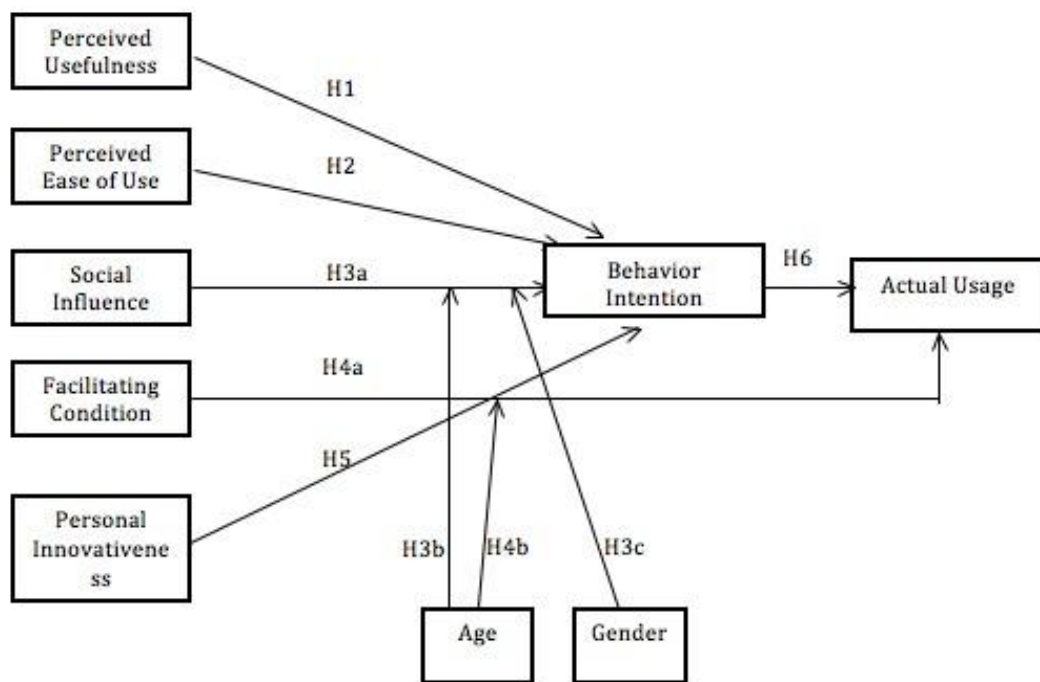 Perceived
Usefulness
H1
Perceived
Ease of Use
H2
Social
Influence
H3a
Behavior
Intention
H6
Actual Usage
Facilitating
Condition
H4a
H5
Personal
Innovativene
ss
H3b
H4b
H3c
Age
Gender